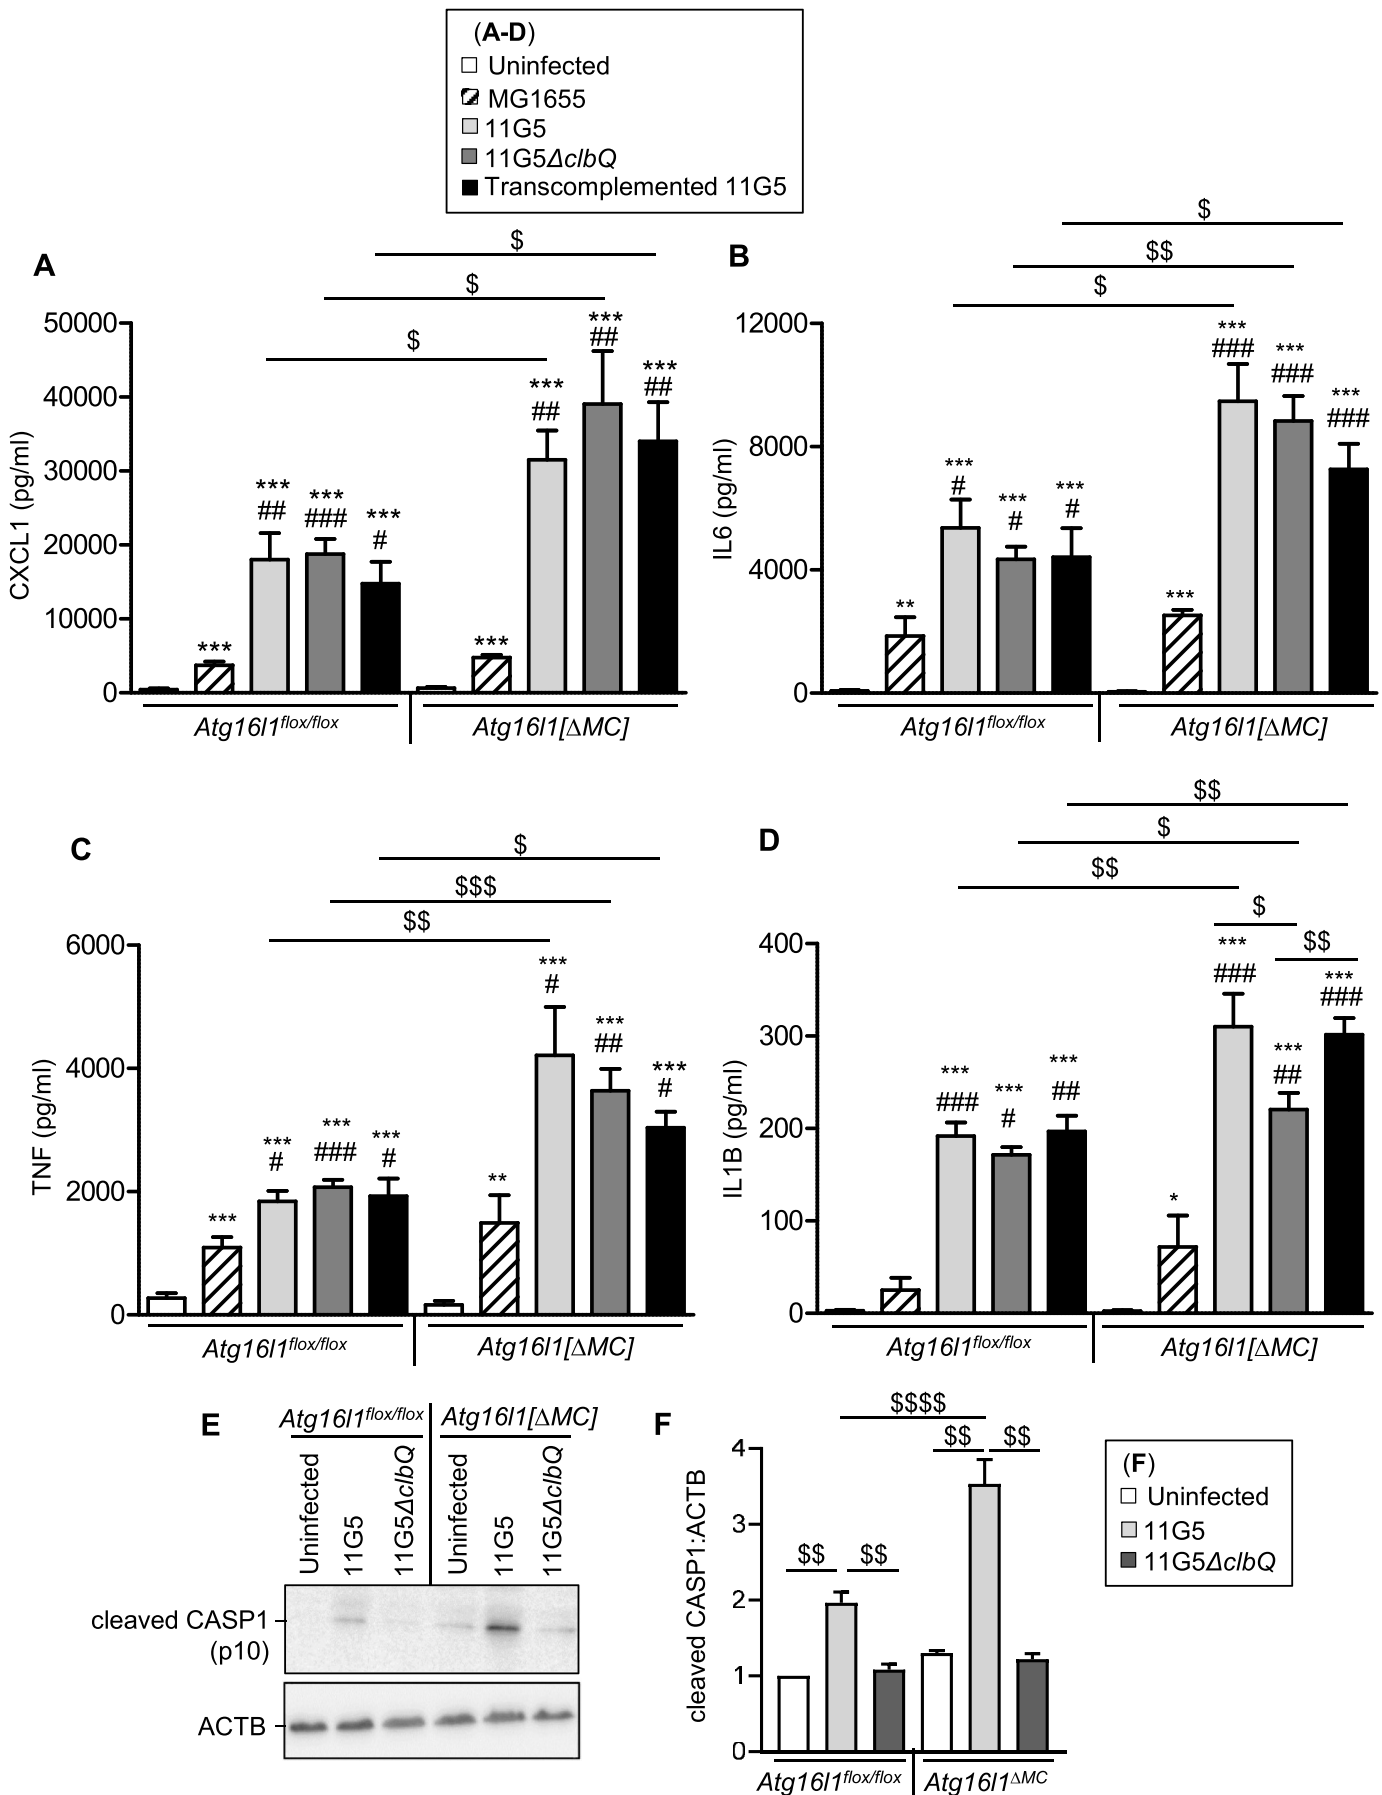 (A-D)
Uninfected
MG1655
11G5
11G5ΔclbQ
Transcomplemented 11G5
A
$
$
$
50000
40000
30000
20000
10000
0
CXCL1 (pg/ml)
***
***
##
***
###
***
#
***
***
##
***
##
***
##
Atg16l1flox/flox
Atg16l1[ΔMC]
B
$
$$
$
12000
8000
4000
0
IL6 (pg/ml)
**
***
#
***
#
***
#
***
***
###
***
###
***
###
Atg16l1flox/flox
Atg16l1[ΔMC]
C
$
$$$
$$
6000
4000
2000
0
TNF (pg/ml)
***
***
#
***
###
***
#
**
***
#
***
##
***
#
Atg16l1flox/flox
Atg16l1[ΔMC]
D
$$
$
$$
$
$$
400
300
200
100
0
IL1B (pg/ml)
***
###
***
#
***
##
*
***
###
***
##
***
###
Atg16l1flox/flox
Atg16l1[ΔMC]
E
Atg16l1flox/flox
Atg16l1[ΔMC]
Uninfected
11G5
11G5ΔclbQ
Uninfected
11G5
11G5ΔclbQ
cleaved CASP1
(p10)
ACTB
F
$$$$
$$
$$
$$
$$
4
3
2
1
0
cleaved CASP1:ACTB
Atg16l1flox/flox
Atg16l1ΔMC
(F)
Uninfected
11G5
11G5ΔclbQ